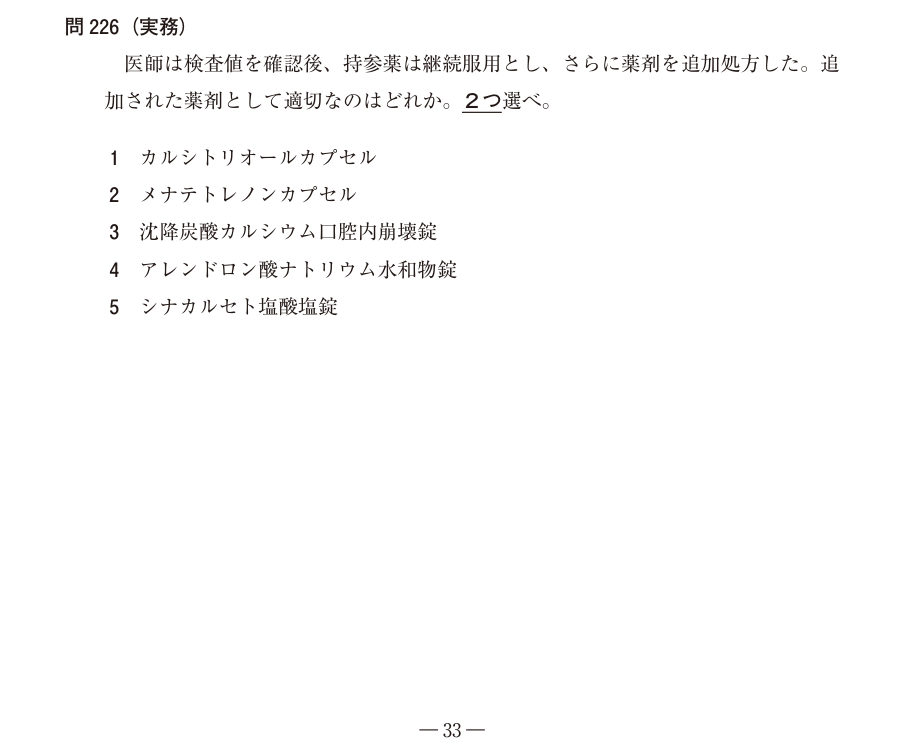 問 226（実務）
医師は検査値を確認後、持参薬は継続服用とし、さらに薬剤を追加処方した。追
加された薬剤として適切なのはどれか。２つ選べ。
1 カルシトリオールカプセル
2 メナテトレノンカプセル
3 沈降炭酸カルシウム口腔内崩壊錠
4 アレンドロン酸ナトリウム水和物錠
5 シナカルセト塩酸塩錠
— 33 —